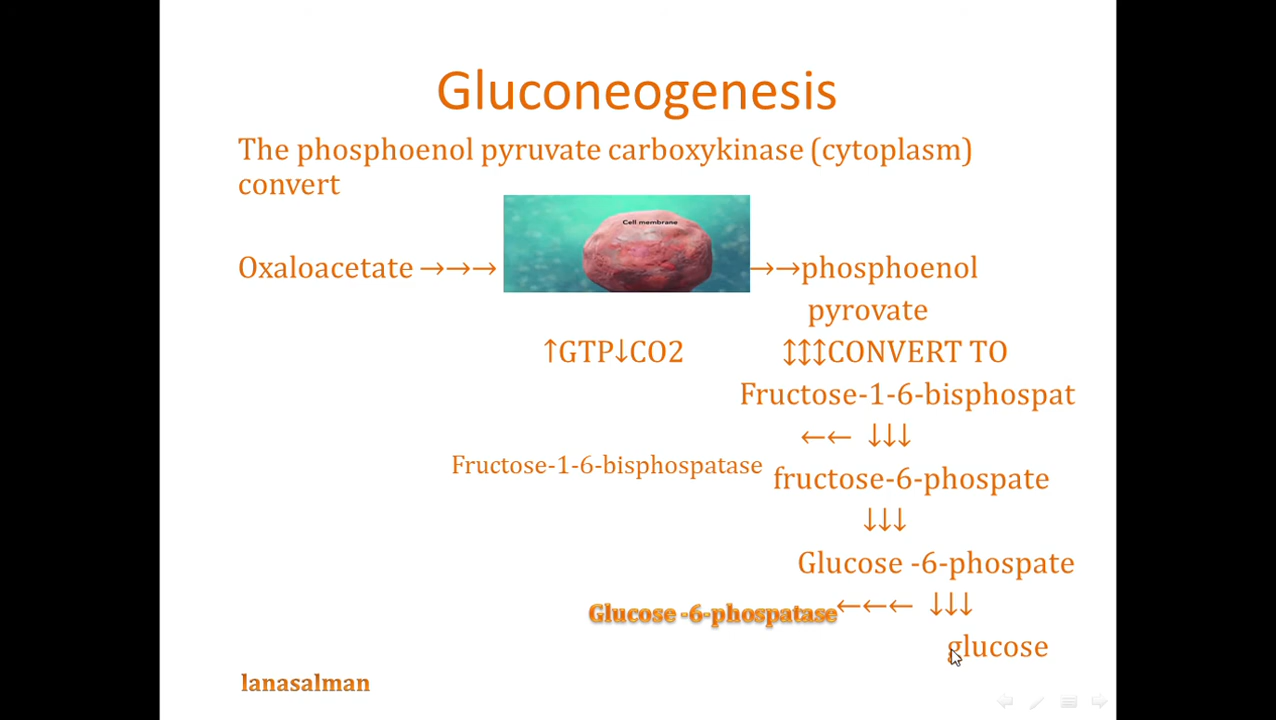 Gluconeogenesis
The phosphoenol pyruvate carboxykinase (cytoplasm)
convert
Cell membrane
Oxaloacetate →→→ →→phosphoenol
pyrovate
↑GTP↓CO2 ↕↕↕CONVERT TO
Fructose-1-6-bisphospat
←← ↓↓↓
Fructose-1-6-bisphospatase
fructose-6-phospate
↓↓↓
Glucose -6-phospate
Glucose -6-phospatase←←← ↓↓↓
glucose
lanasalman